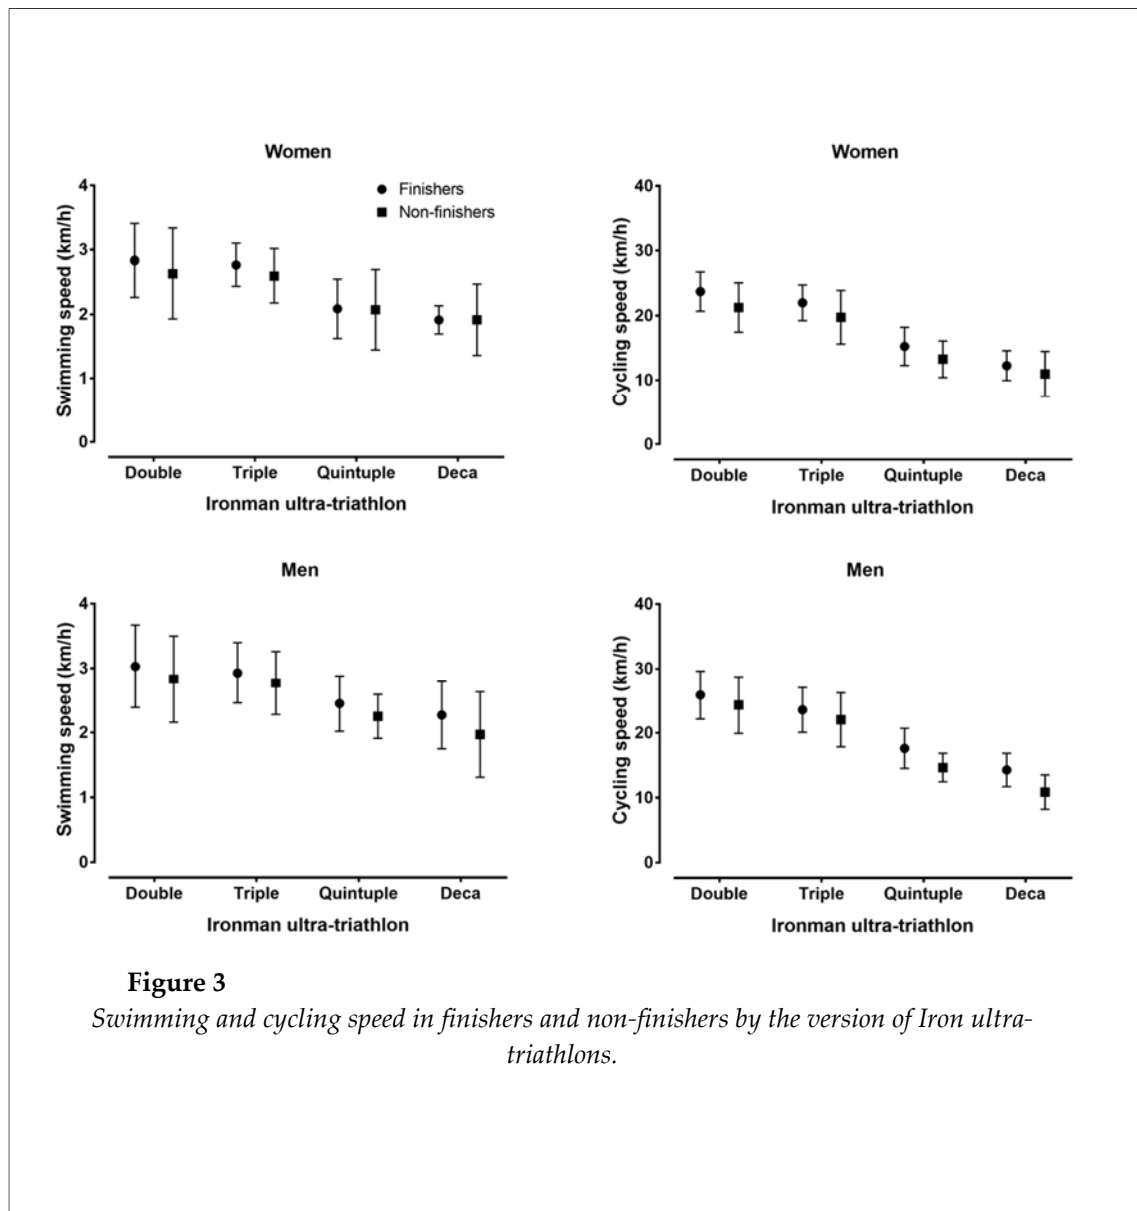 Women
4
3
2
1
0
Swimming speed (km/h)
Finishers
Non-finishers
Double Triple Quintuple Deca
Ironman ultra-triathlon
Women
40
30
20
10
0
Cycling speed (km/h)
Double Triple Quintuple Deca
Ironman ultra-triathlon
Men
4
3
2
1
0
Swimming speed (km/h)
Double Triple Quintuple Deca
Ironman ultra-triathlon
Men
40
30
20
10
0
Cycling speed (km/h)
Double Triple Quintuple Deca
Ironman ultra-triathlon
Figure 3
Swimming and cycling speed in finishers and non-finishers by the version of Iron ultra-
triathlons.